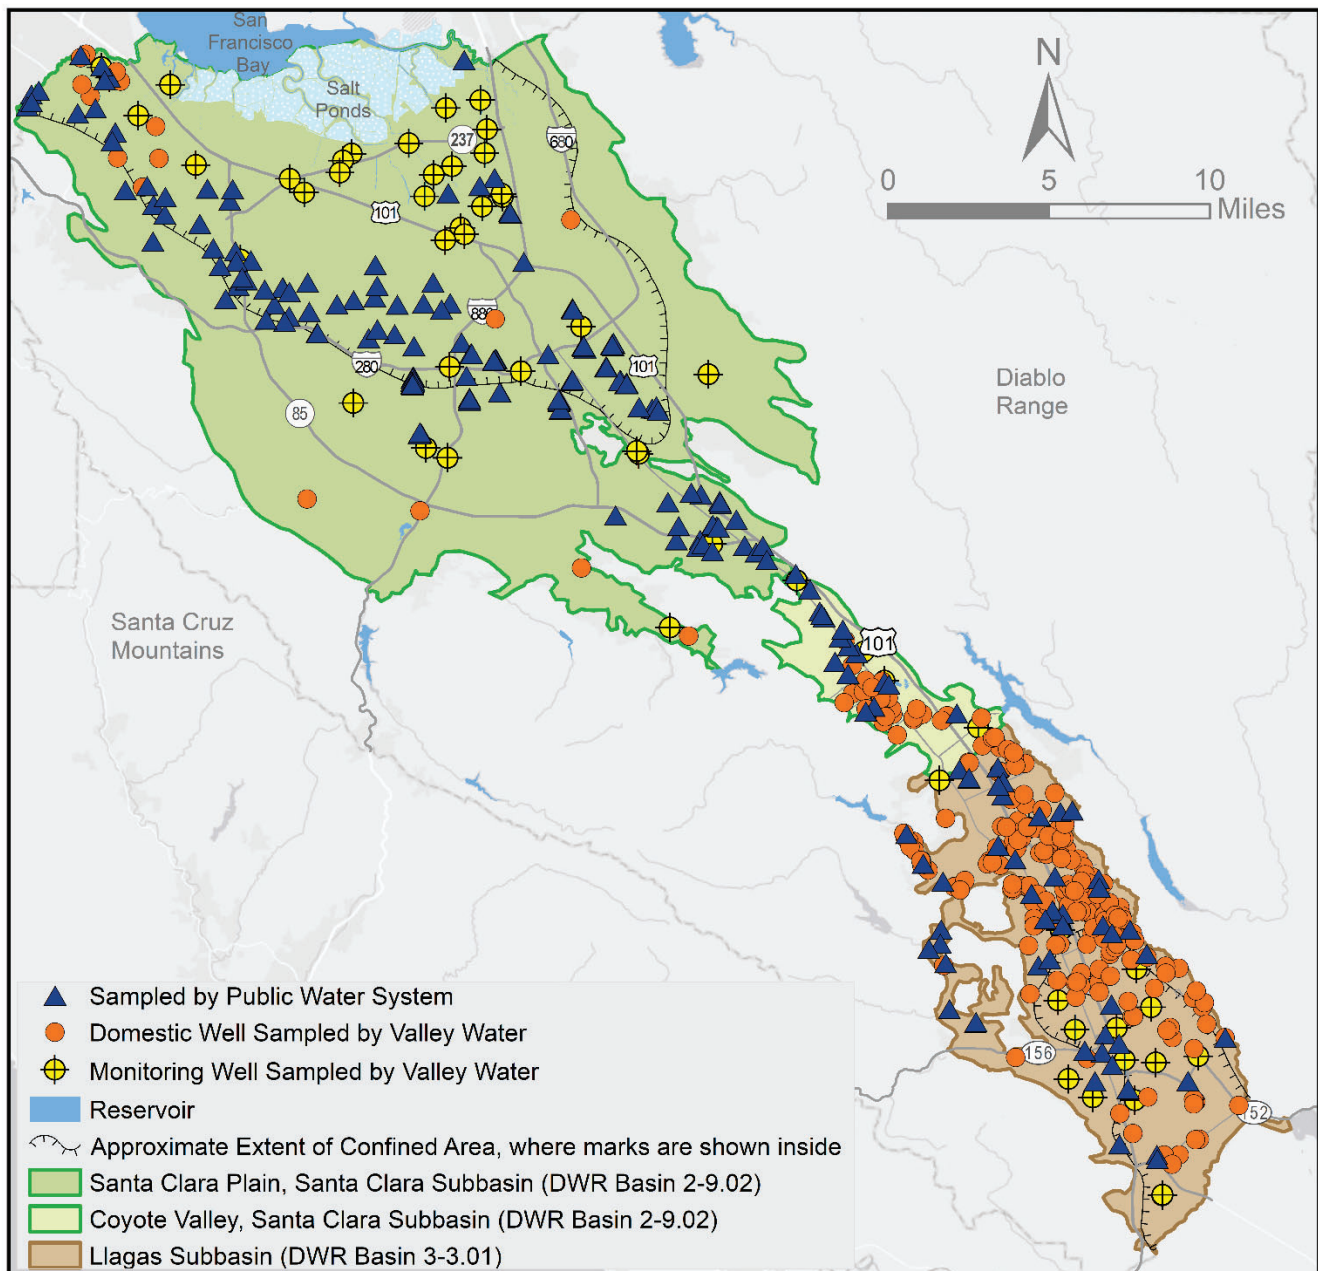 San
Francisco
Bay
Salt
Ponds
N
237
680
0 5 10
Miles
101
880
280
101
85
Diablo
Range
Santa Cruz
Mountains
101
156
152
Sampled by Public Water System
Domestic Well Sampled by Valley Water
Monitoring Well Sampled by Valley Water
Reservoir
Approximate Extent of Confined Area, where marks are shown inside
Santa Clara Plain, Santa Clara Subbasin (DWR Basin 2-9.02)
Coyote Valley, Santa Clara Subbasin (DWR Basin 2-9.02)
Llagas Subbasin (DWR Basin 3-3.01)